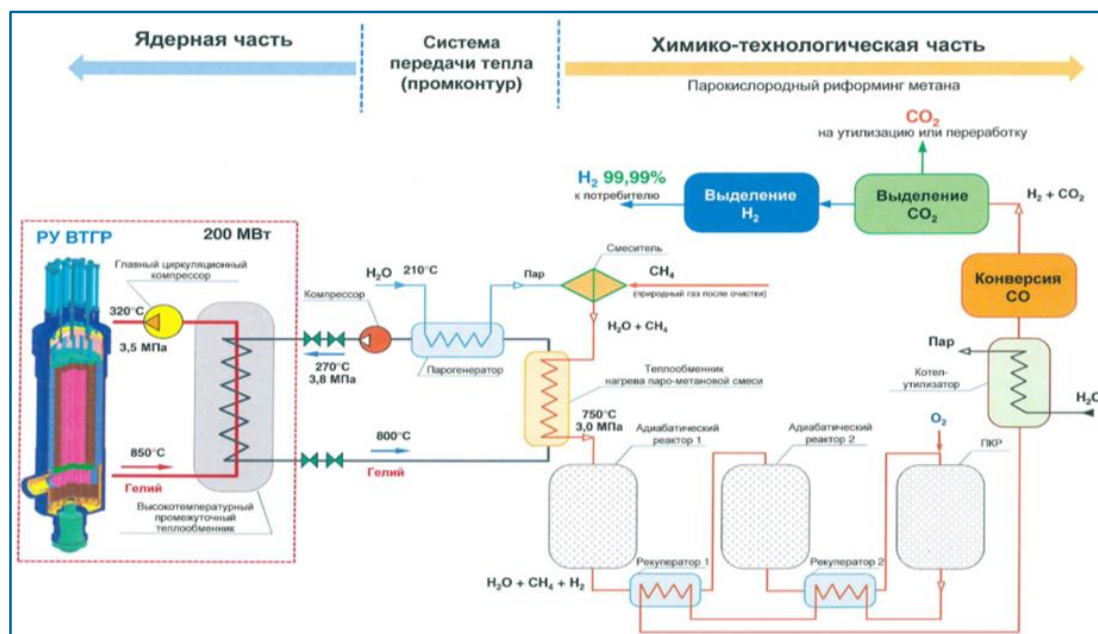 Ядерная часть
Система
передачи тепла
(промконтур)
Химико-технологическая часть
Парокислородный риформинг метана
CO₂
на утилизацию или переработку
H₂ 99,99%
к потребителю
Выделение
H₂
Выделение
CO₂
H₂ + CO₂
РУ ВТГР
200 МВт
Главный циркуляционный
компрессор
320°C
3,5 МПа
850°C
Гелий
Высокотемпературный
промежуточный
теплообменник
H₂O
210°C
Компрессор
270°C
3,8 МПа
Парогенератор
800°C
Гелий
Пар
Смеситель
CH₄
(природный газ после очистки)
H₂O + CH₄
Теплообменник
нагрева паро-метановой смеси
750°C
3,0 МПа
Конверсия
CO
Пар
Котел-
утилизатор
H₂O
Адиабатический
реактор 1
Адиабатический
реактор 2
O₂
ПКР
H₂O + CH₄ + H₂
Рекуператор 1
Рекуператор 2